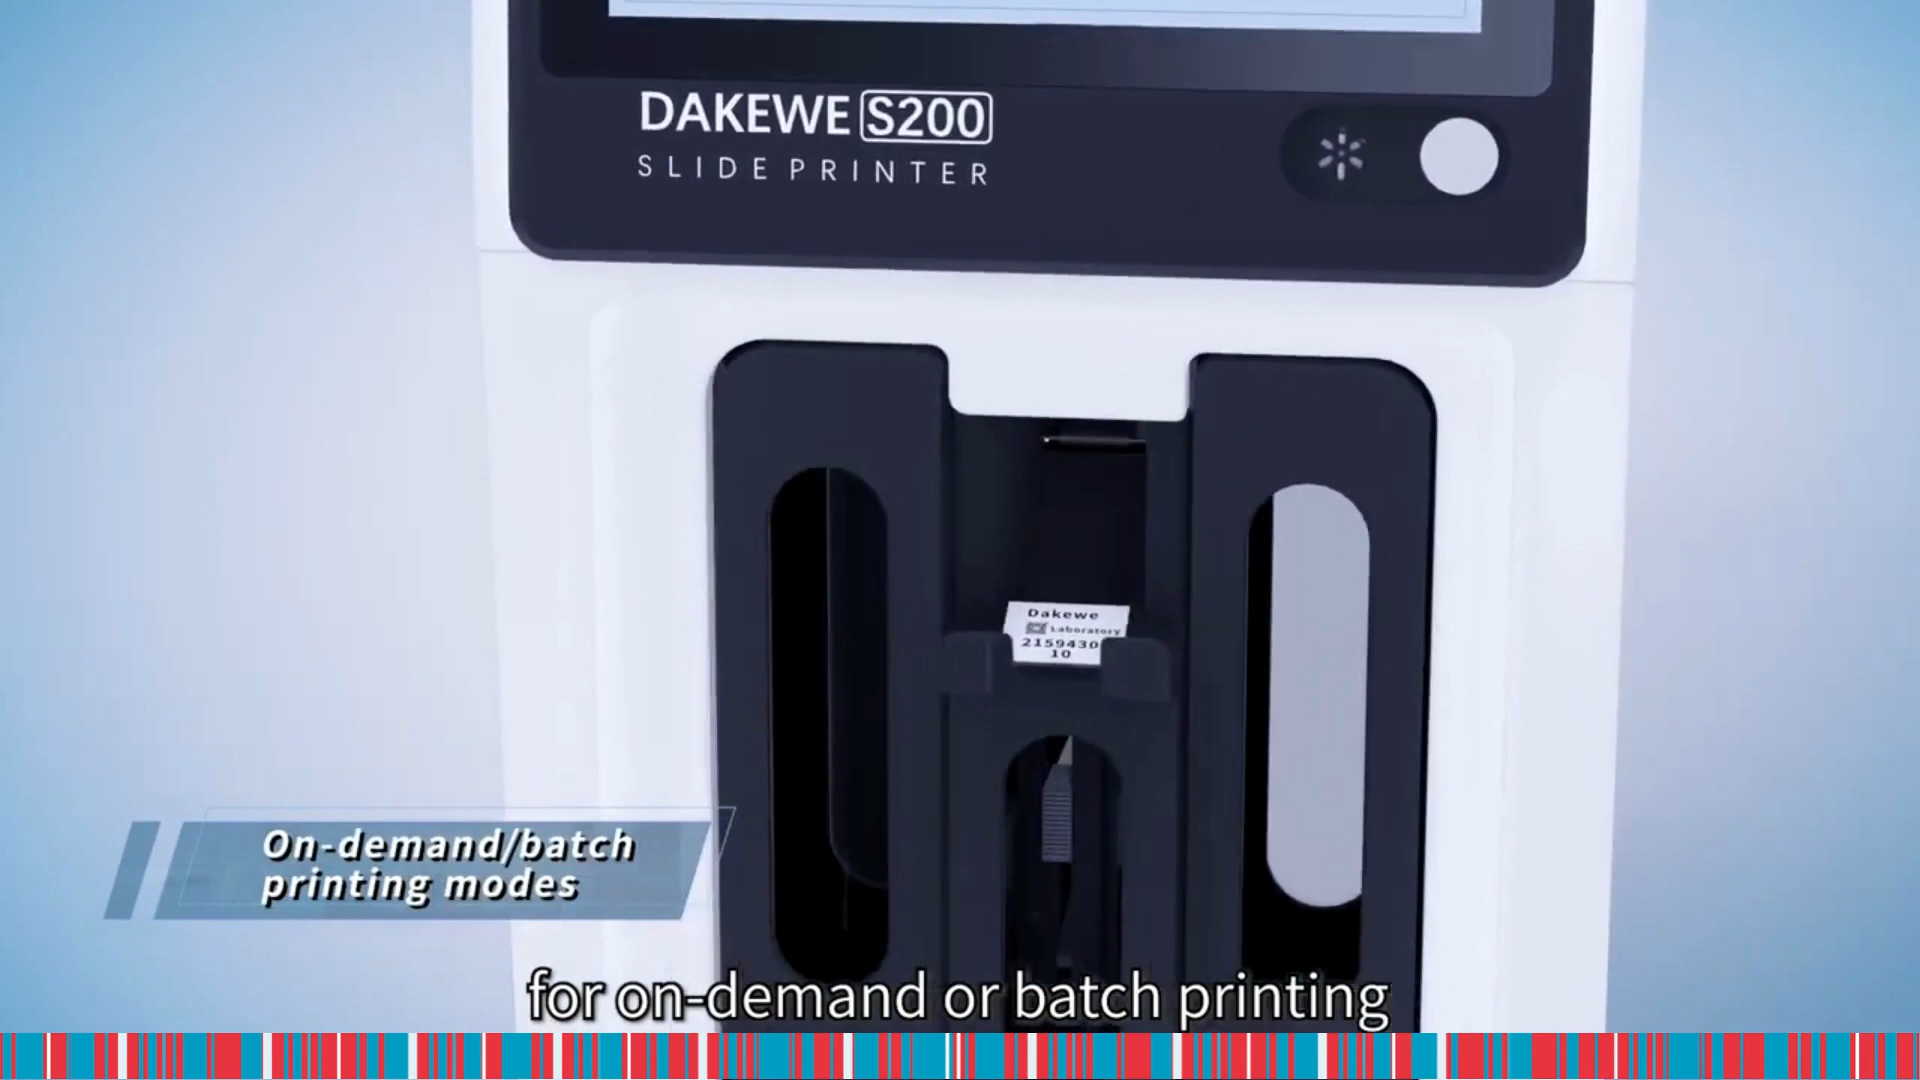 DAKEWE S200
SLIDE PRINTER
Dakewe
Laboratory
2159430
10
On-demand/batch
printing modes
for on-demand or batch printing